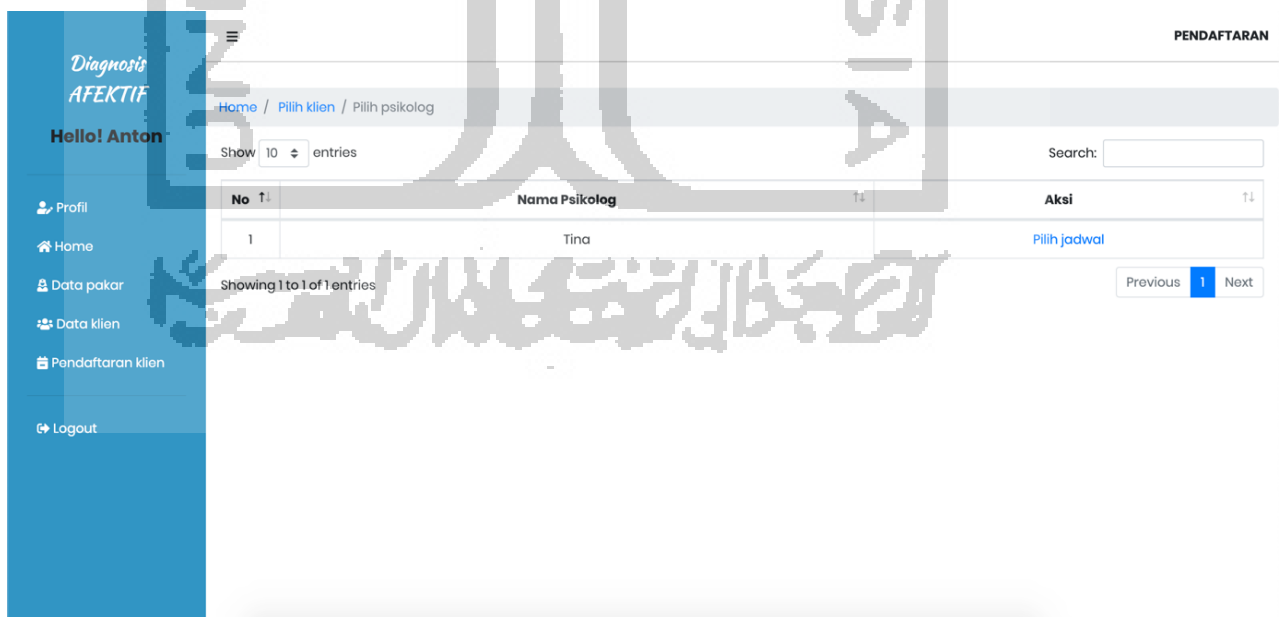 Diagnosis
AFEKTIF
Hello! Anton
Profil
Home
Data pakar
Data klien
Pendaftaran klien
Logout
PENDAFTARAN
Home / Pilih klien / Pilih psikolog
Show 10 entries
Search:
No Nama Psikolog Aksi
1 Tina Pilih jadwal
Showing 1 to 1 of 1 entries
Previous 1 Next